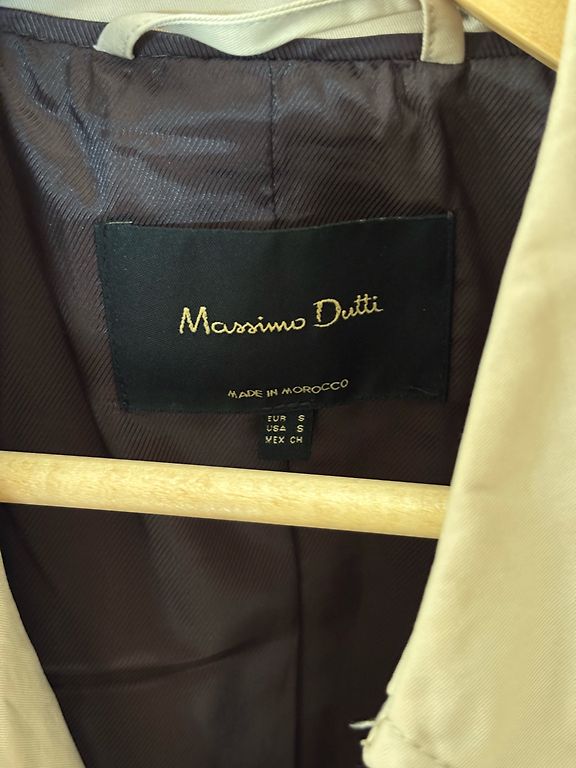 Massimo Dutti
MADE IN MOROCCO
EUR S
USA S
MEX CH